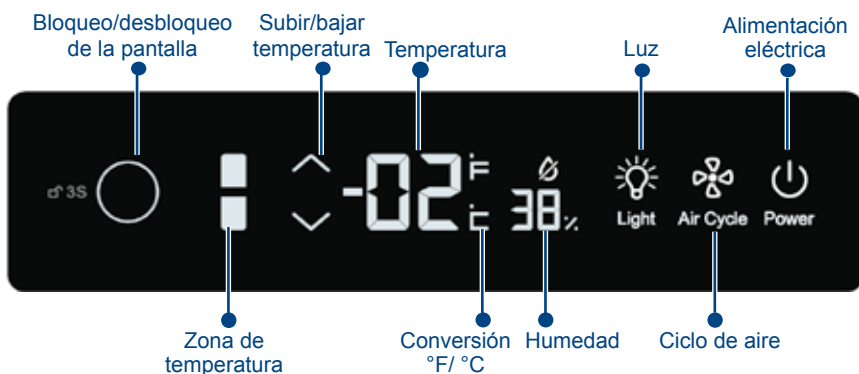 Bloqueo/desbloqueo
de la pantalla
Subir/bajar
temperatura
Temperatura
Luz
Alimentación
eléctrica
3S
-02
°F
°C
38%
Light
Air Cycle
Power
Zona de
temperatura
Conversión
°F/ °C
Humedad
Ciclo de aire